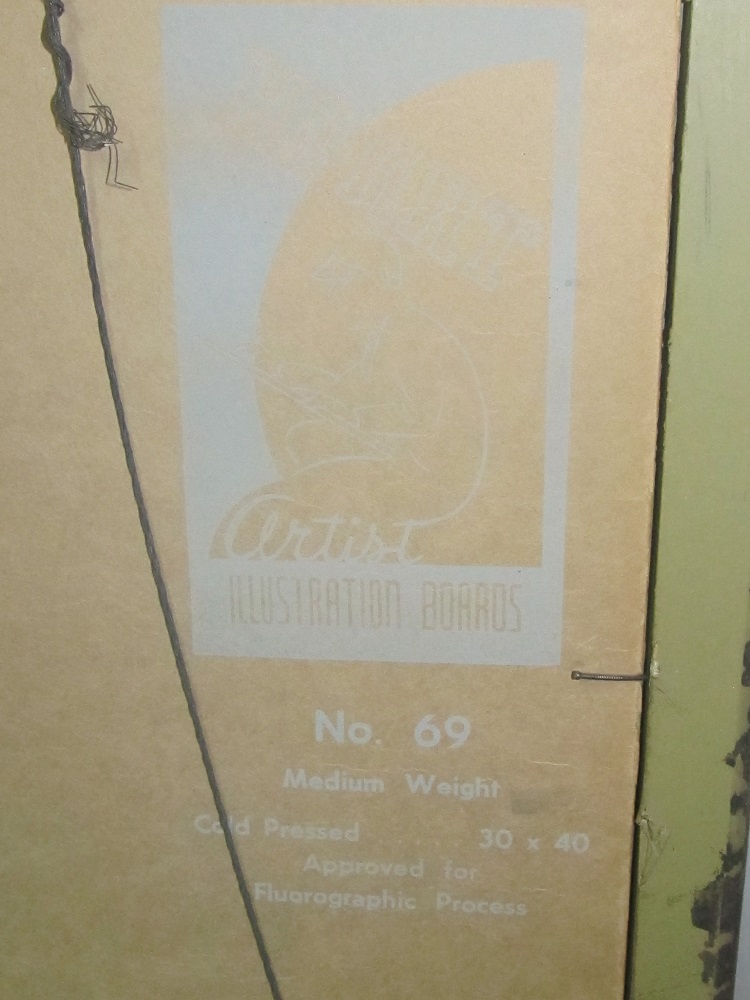 Artist
ILLUSTRATION BOARDS
No. 69
Medium Weight
Cold Pressed 30 x 40
Approved for
Fluorographic Process